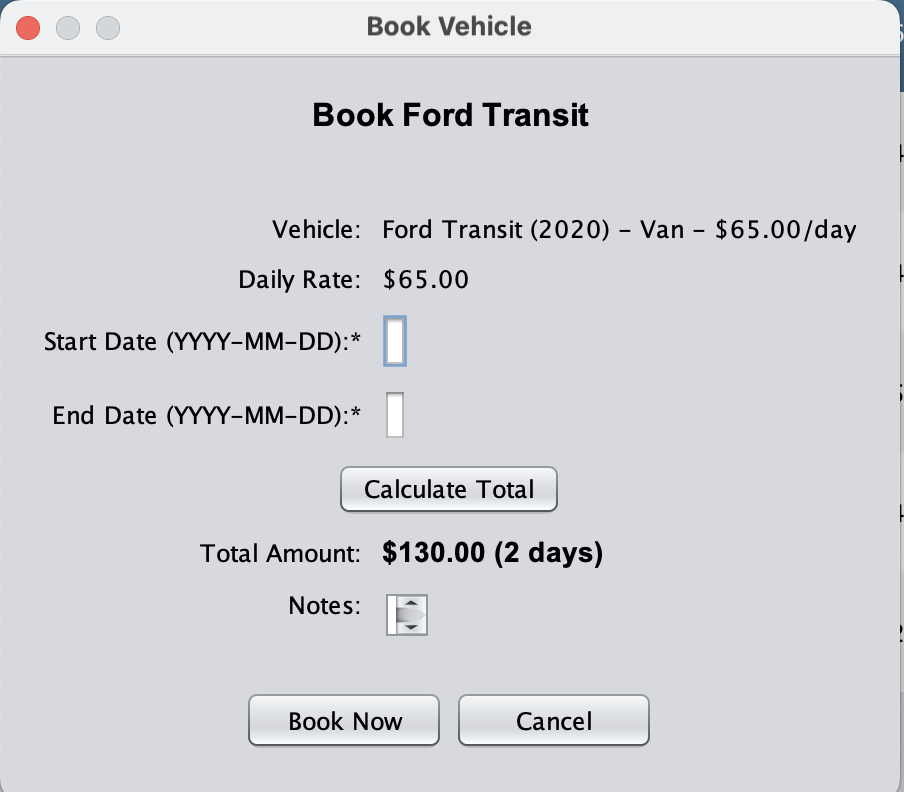 Book Vehicle
Book Ford Transit
Vehicle: Ford Transit (2020) – Van – $65.00/day
Daily Rate: $65.00
Start Date (YYYY–MM–DD):*
End Date (YYYY–MM–DD):*
Calculate Total
Total Amount: $130.00 (2 days)
Notes:
Book Now Cancel